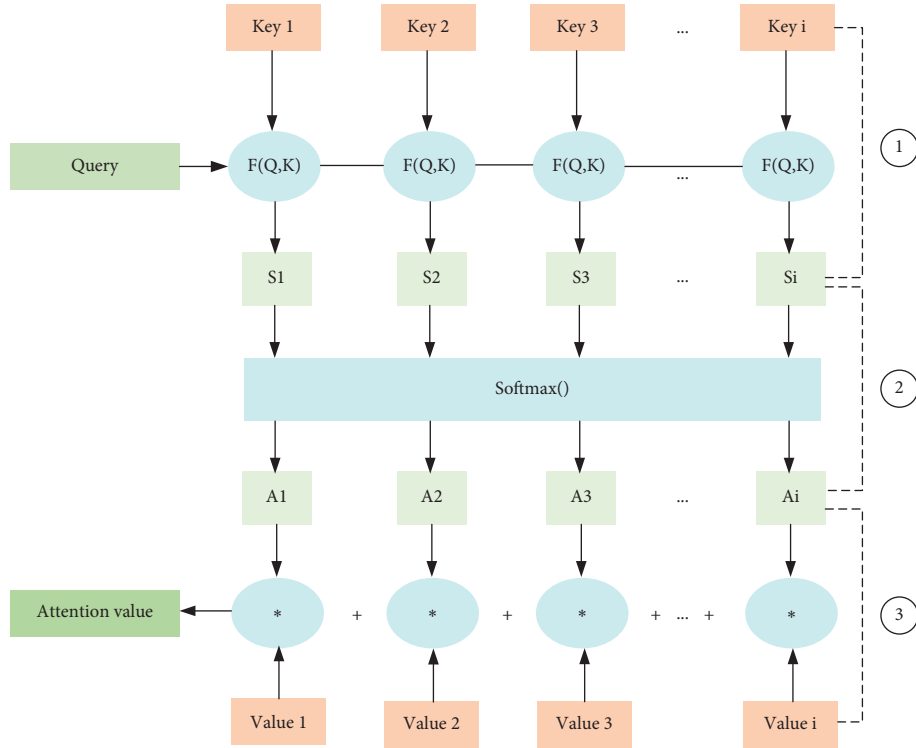 Key 1 Key 2 Key 3 ... Key i
1
Query F(Q,K) F(Q,K) F(Q,K) ... F(Q,K)
S1 S2 S3 ... Si
Softmax() 2
A1 A2 A3 ... Ai
Attention value * + * + * + ... + * 3
Value 1 Value 2 Value 3 Value i